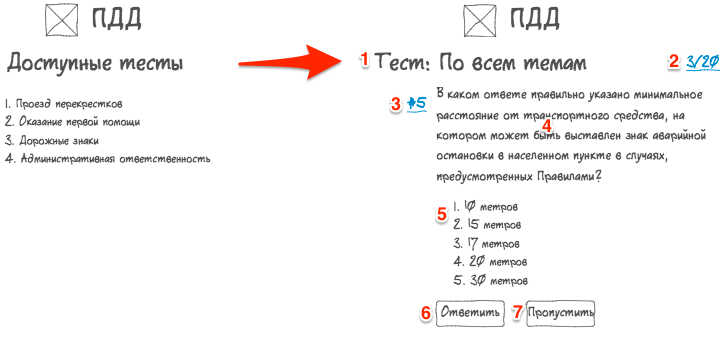 ПДД
Доступные тесты
1. Проезд перекрестков
2. Оказание первой помощи
3. Дорожные знаки
4. Административная ответственность
ПДД
1 Тест: По всем темам
2 3/20
3 #5
В каком ответе правильно указано минимальное
расстояние от транспортного средства, на
4
котором может быть выставлен знак аварийной
остановки в населенном пункте в случаях,
предусмотренных Правилами?
5
1. 10 метров
2. 15 метров
3. 17 метров
4. 20 метров
5. 30 метров
6 Ответить
7 Пропустить